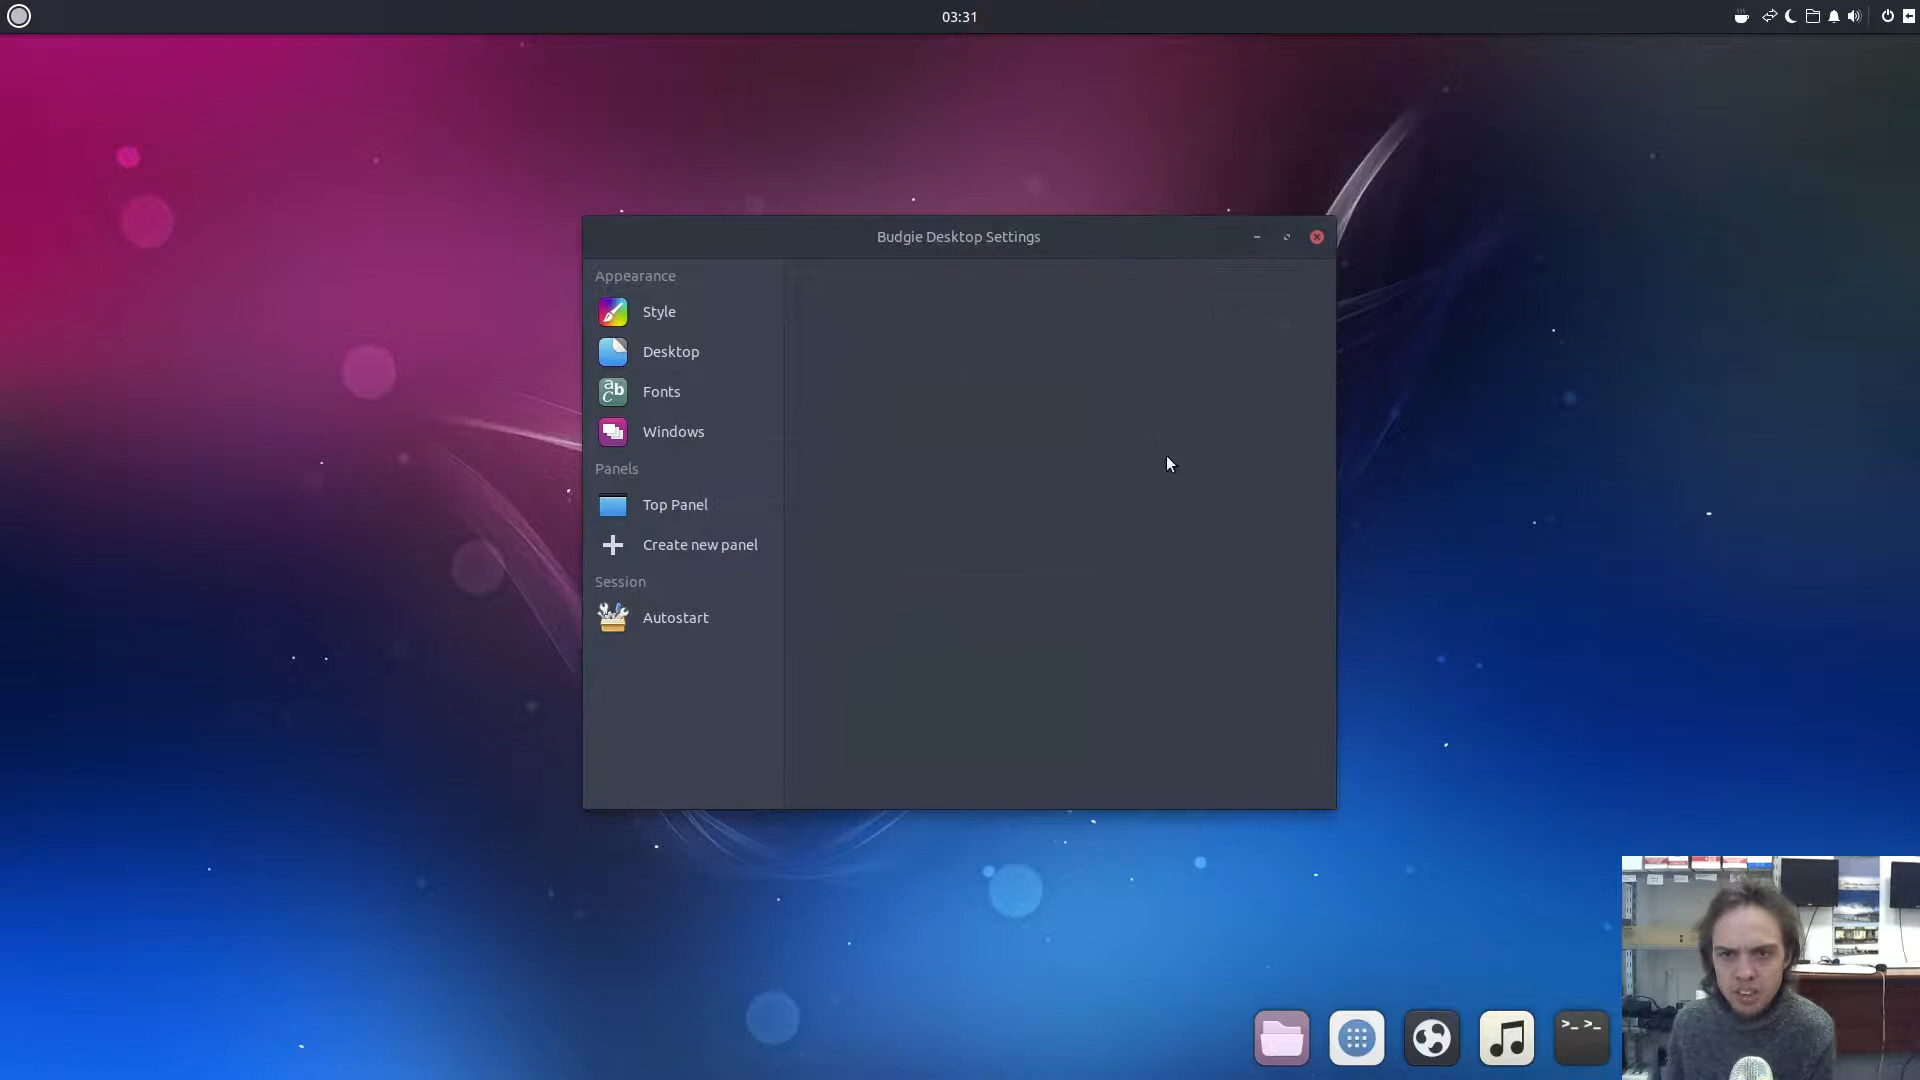 03:31
Budgie Desktop Settings
Appearance
Style
Desktop
Fonts
Windows
Panels
Top Panel
Create new panel
Session
Autostart
>_ >_